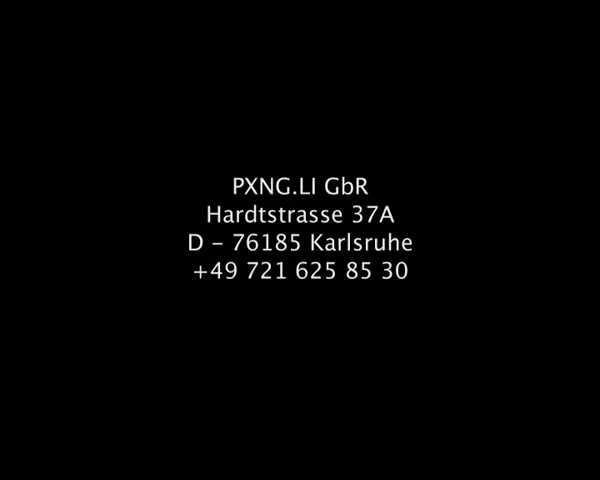 PXNG.LI GbR
Hardtstrasse 37A
D – 76185 Karlsruhe
+49 721 625 85 30